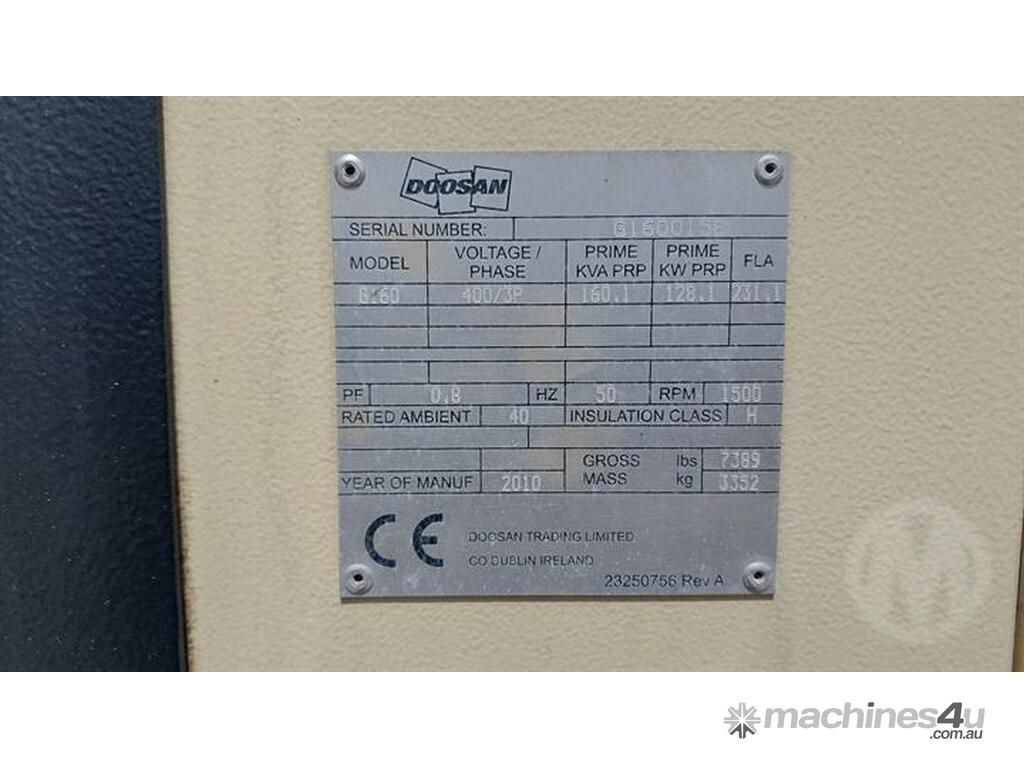 DOOSAN
SERIAL NUMBER:
MODEL VOLTAGE / PHASE PRIME KVA PRP PRIME KW PRP FLA
G160 400/3P 160.1 128.1 231.1
PF 0.8 HZ 50 RPM 1500
RATED AMBIENT 40 INSULATION CLASS H
GROSS MASS lbs 7389
YEAR OF MANUF 2010 kg 3352
CE DOOSAN TRADING LIMITED
CO DUBLIN IRELAND
23250756 Rev A
machines4u
.com.au